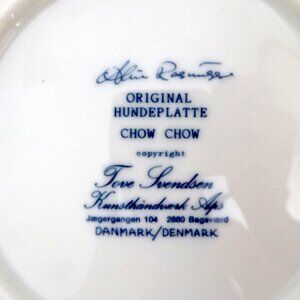 ORIGINAL
HUNDEPLATTE
CHOW CHOW
copyright
Tove Svendsen
Kunsthåndværk Aps
Jægergangen 104 2880 Bagsværd
DANMARK/DENMARK